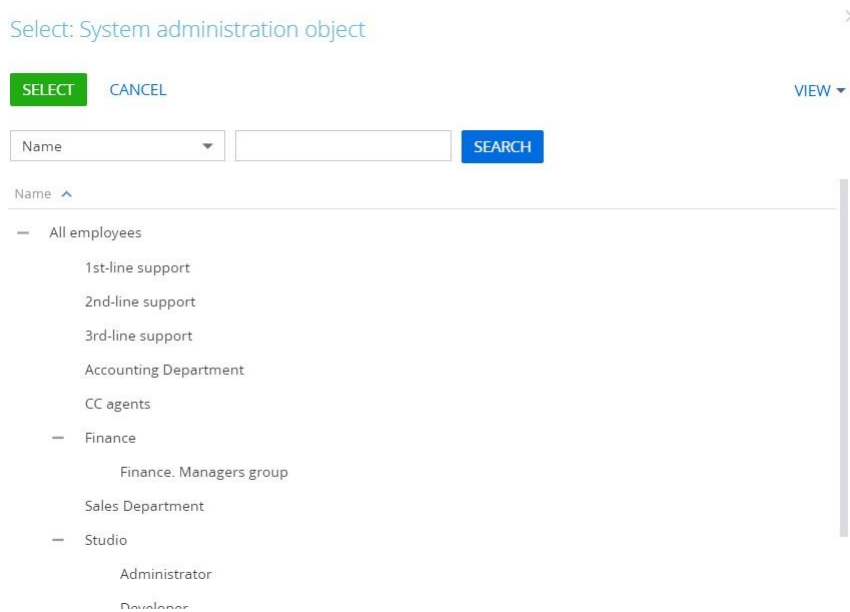 Select: System administration object
SELECT CANCEL VIEW
Name SEARCH
Name
All employees
1st-line support
2nd-line support
3rd-line support
Accounting Department
CC agents
Finance
Finance. Managers group
Sales Department
Studio
Administrator
Developer